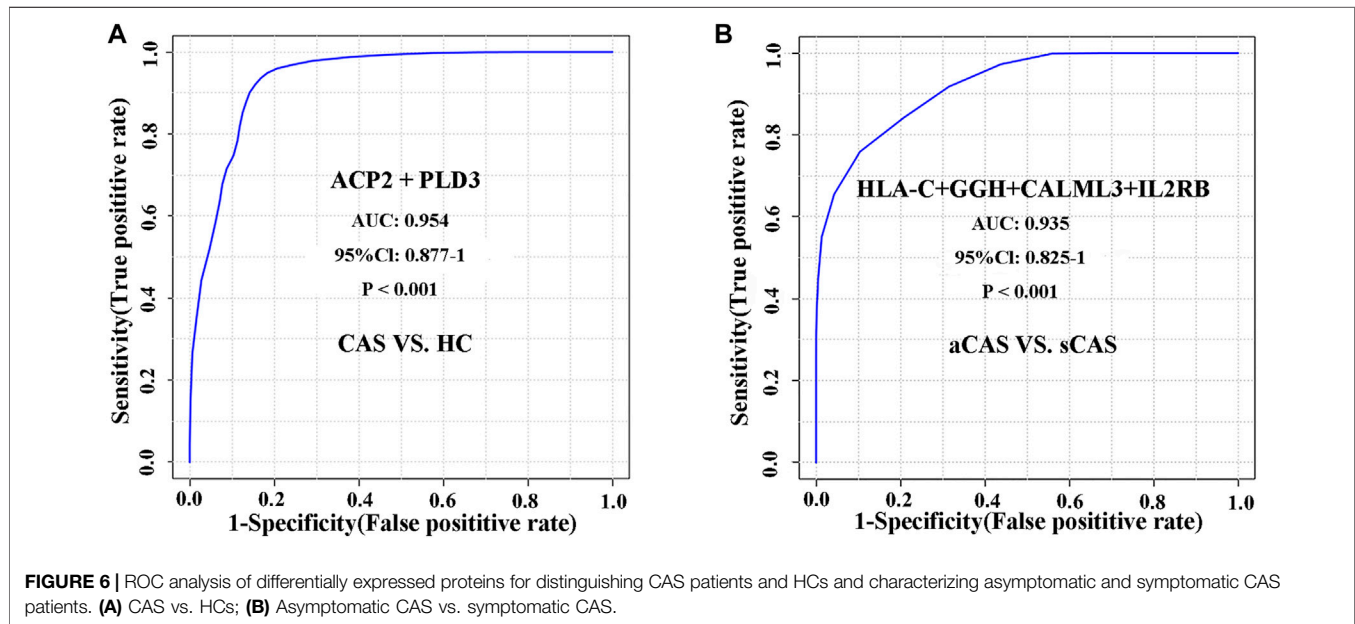 A
1.0
0.8
0.6
0.4
0.2
0.0
Sensitivity(True posititive rate)
ACP2 + PLD3
AUC: 0.954
95%CI: 0.877-1
P < 0.001
CAS VS. HC
0.0 0.2 0.4 0.6 0.8 1.0
1-Specificity(False posititive rate)
B
1.0
0.8
0.6
0.4
0.2
0.0
Sensitivity(True posititive rate)
HLA-C+GGH+CALML3+IL2RB
AUC: 0.935
95%CI: 0.825-1
P < 0.001
aCAS VS. sCAS
0.0 0.2 0.4 0.6 0.8 1.0
1-Specificity(False posititive rate)
FIGURE 6 | ROC analysis of differentially expressed proteins for distinguishing CAS patients and HCs and characterizing asymptomatic and symptomatic CAS
patients. (A) CAS vs. HCs; (B) Asymptomatic CAS vs. symptomatic CAS.